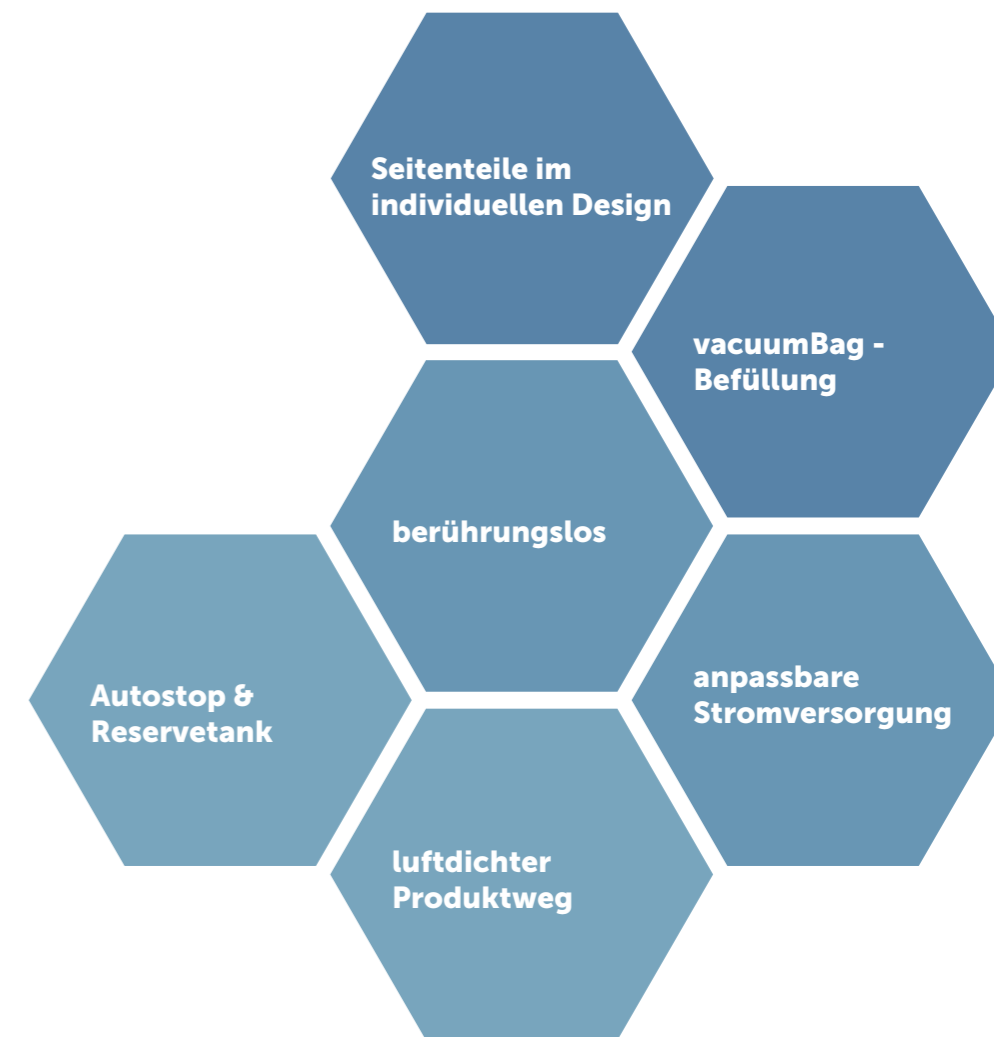 Seitenteile im
individuellen Design
vacuumBag -
Befüllung
berührungslos
anpassbare
Stromversorgung
Autostop &
Reservetank
luftdichter
Produktweg